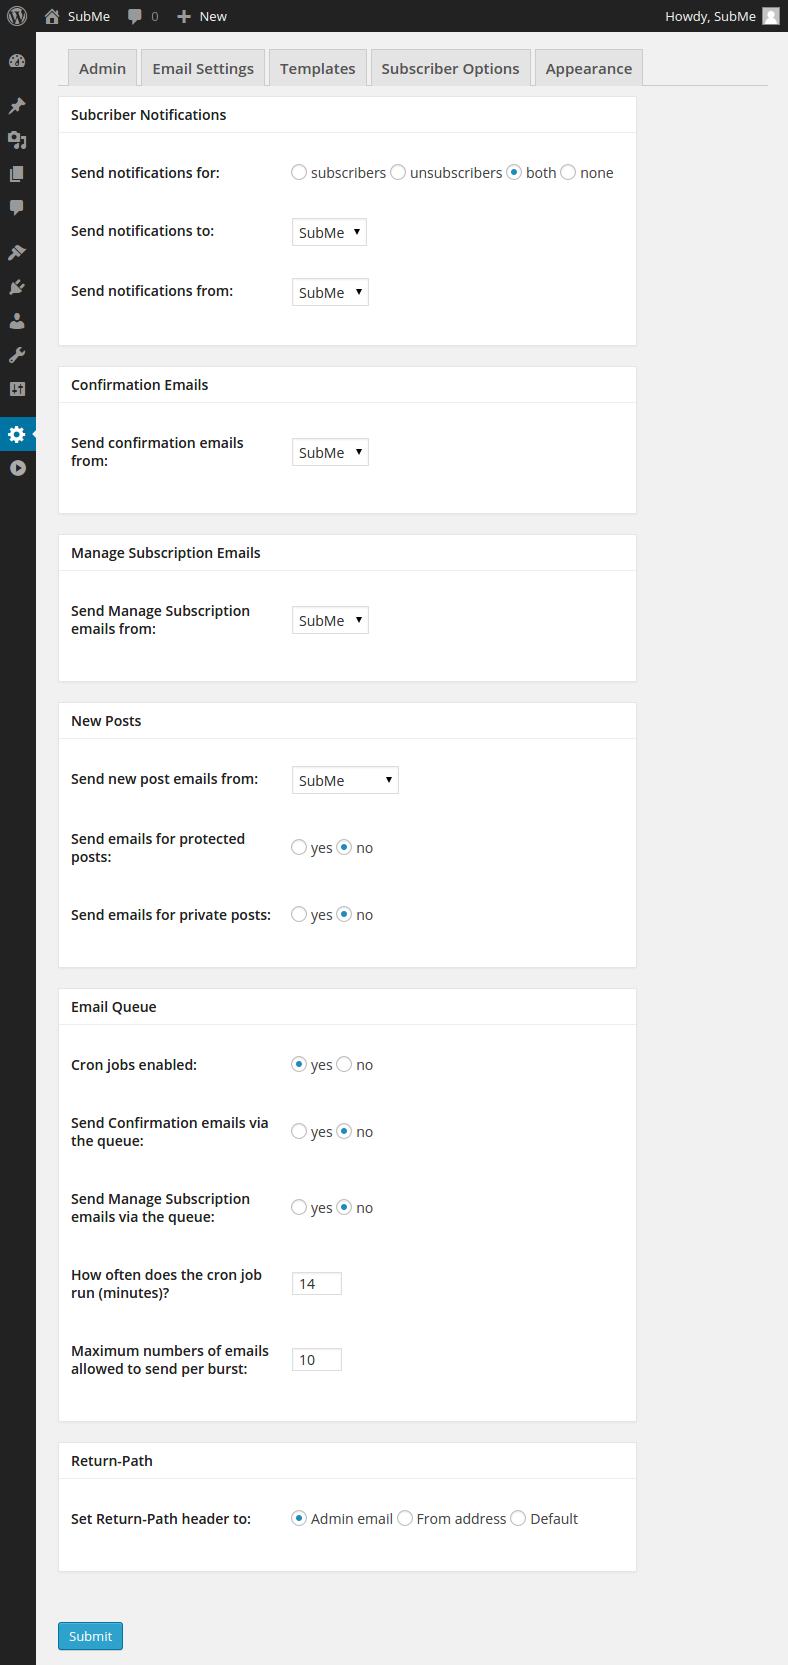 SubMe 0 New Howdy, SubMe
Admin Email Settings Templates Subscriber Options Appearance
Subcriber Notifications
Send notifications for: subscribers unsubscribers both none
Send notifications to: SubMe
Send notifications from: SubMe
Confirmation Emails
Send confirmation emails
from: SubMe
Manage Subscription Emails
Send Manage Subscription
emails from: SubMe
New Posts
Send new post emails from: SubMe
Send emails for protected
posts: yes no
Send emails for private posts: yes no
Email Queue
Cron jobs enabled: yes no
Send Confirmation emails via
the queue: yes no
Send Manage Subscription
emails via the queue: yes no
How often does the cron job
run (minutes)? 14
Maximum numbers of emails
allowed to send per burst: 10
Return-Path
Set Return-Path header to: Admin email From address Default
Submit